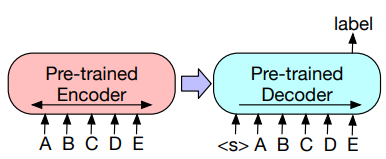 label
Pre-trained
Encoder
Pre-trained
Decoder
A B C D E
<s> A B C D E